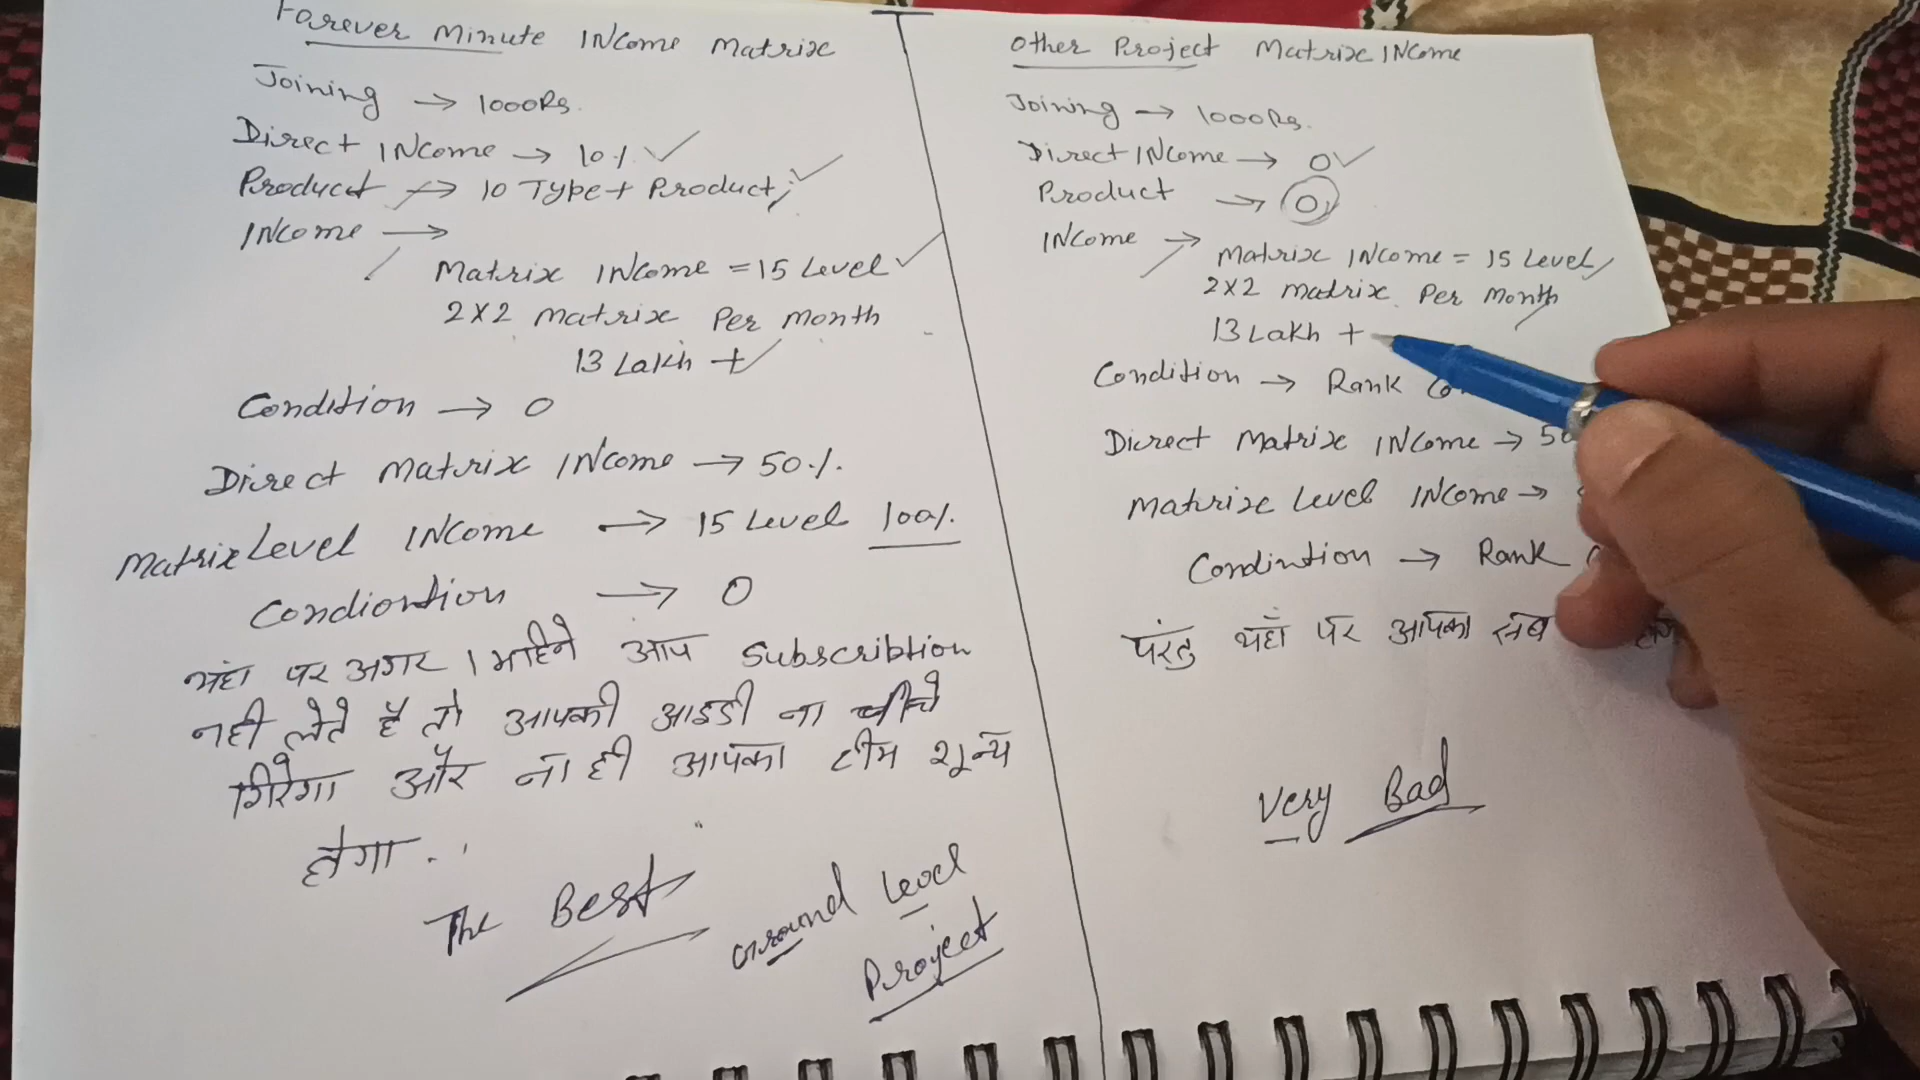 Forever Minute INcome Matrix
Joining → 1000Rs.
Direct INcome → 10%
Product → 10 Type+ Product;
INcome →
Matrix INcome = 15 Level
2x2 matrix Per month
13 Lakh +
Condition → 0
Direct Matrix INcome → 50%.
Matrix Level INcome → 15 Level 100%.
Condiontion → 0
यहां पर अगर 1 महिने आप Subscribtion
नही लेते हैं तो आपकी आइडी ना नीचे
गिरेगा और ना ही आपका टीम शून्य
होगा..
The Best
Ground Level
Project
Other Project Matrix INcome
Joining → 1000Rs.
Direct INcome → 0
Product → 0
INcome →
Matrix INcome = 15 Level
2x2 matrix Per month
13 Lakh +
Condition → Rank
Direct Matrix INcome →
Matrix Level INcome →
Condintion → Rank
परंतु यहाँ पर आपका सब
Very Bad